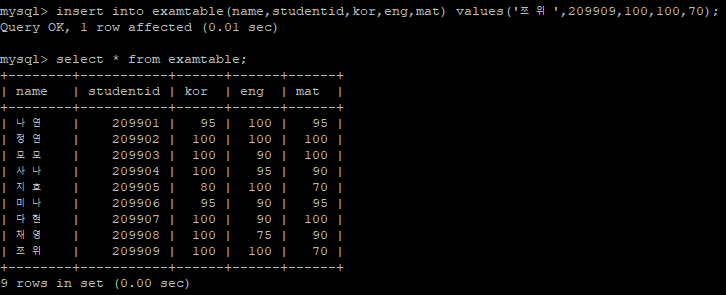 mysql> insert into examtable(name,studentid,kor,eng,mat) values('쯔위',209909,100,100,70);
Query OK, 1 row affected (0.01 sec)
mysql> select * from examtable;
+--------+-----------+------+------+------+
| name   | studentid | kor  | eng  | mat  |
+--------+-----------+------+------+------+
| 나연   |    209901 |   95 |  100 |   95 |
| 정연   |    209902 |  100 |  100 |  100 |
| 모모   |    209903 |  100 |   90 |  100 |
| 사나   |    209904 |  100 |   95 |   90 |
| 지효   |    209905 |   80 |  100 |   70 |
| 미나   |    209906 |   95 |   90 |   95 |
| 다현   |    209907 |  100 |   90 |  100 |
| 채영   |    209908 |  100 |   75 |   90 |
| 쯔위   |    209909 |  100 |  100 |   70 |
+--------+-----------+------+------+------+
9 rows in set (0.00 sec)